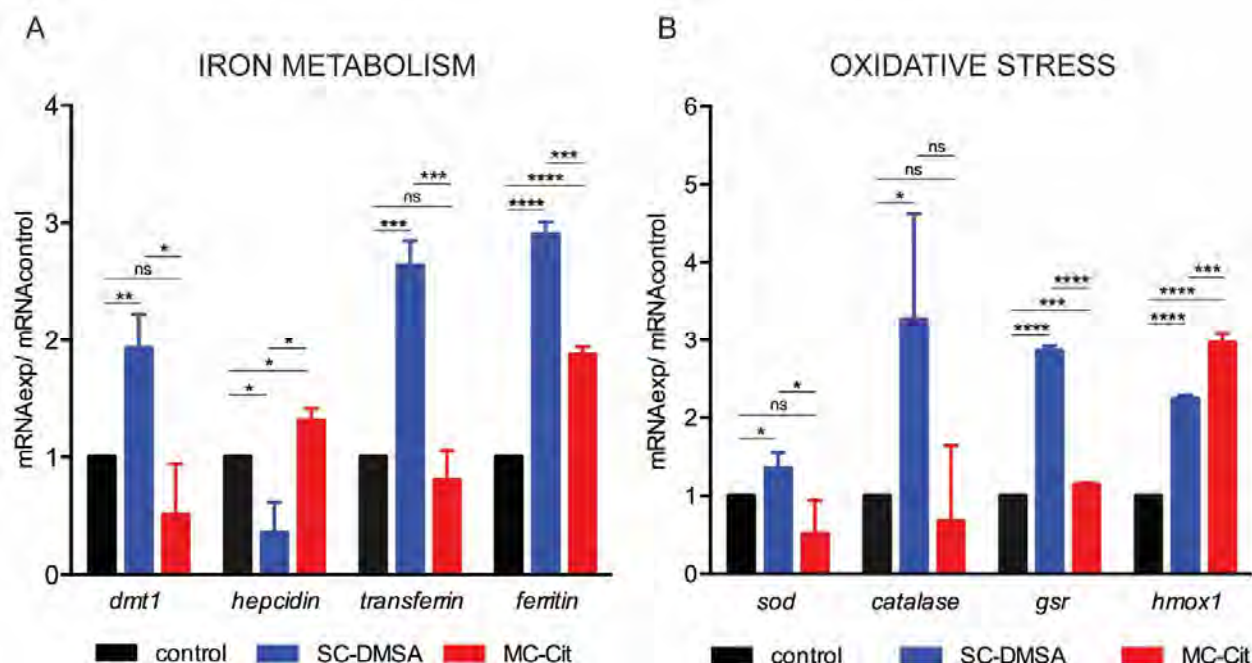 A
IRON METABOLISM
mRNAexp/ mRNAcontrol
4
3
2
1
0
ns
*
**
*
*
*
ns
***
***
****
***
****
dmt1 hepcidin transferrin ferritin
control SC-DMSA MC-Cit
B
OXIDATIVE STRESS
mRNAexp/ mRNAcontrol
6
5
4
3
2
1
0
*
ns
*
ns
ns
*
****
***
****
***
****
****
sod catalase gsr hmox1
control SC-DMSA MC-Cit